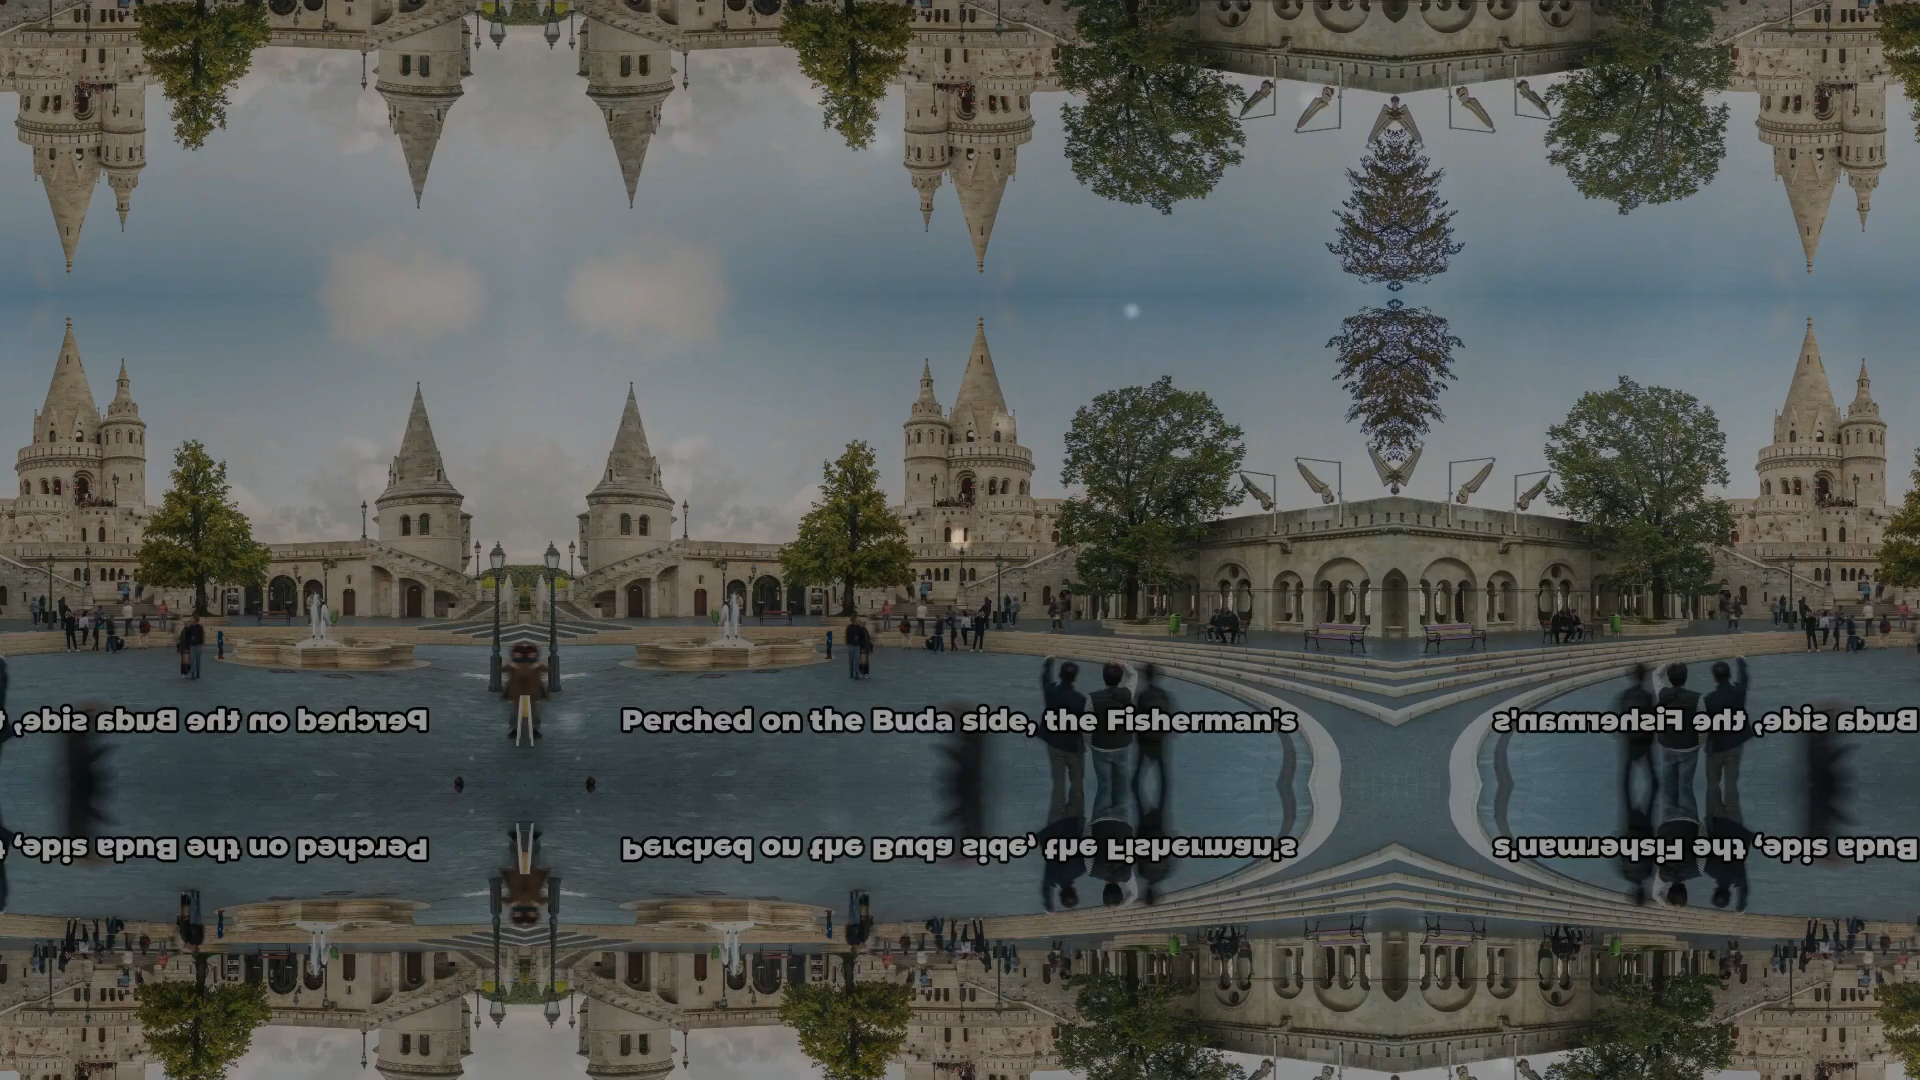 Perched on the Buda side, the Fisherman's